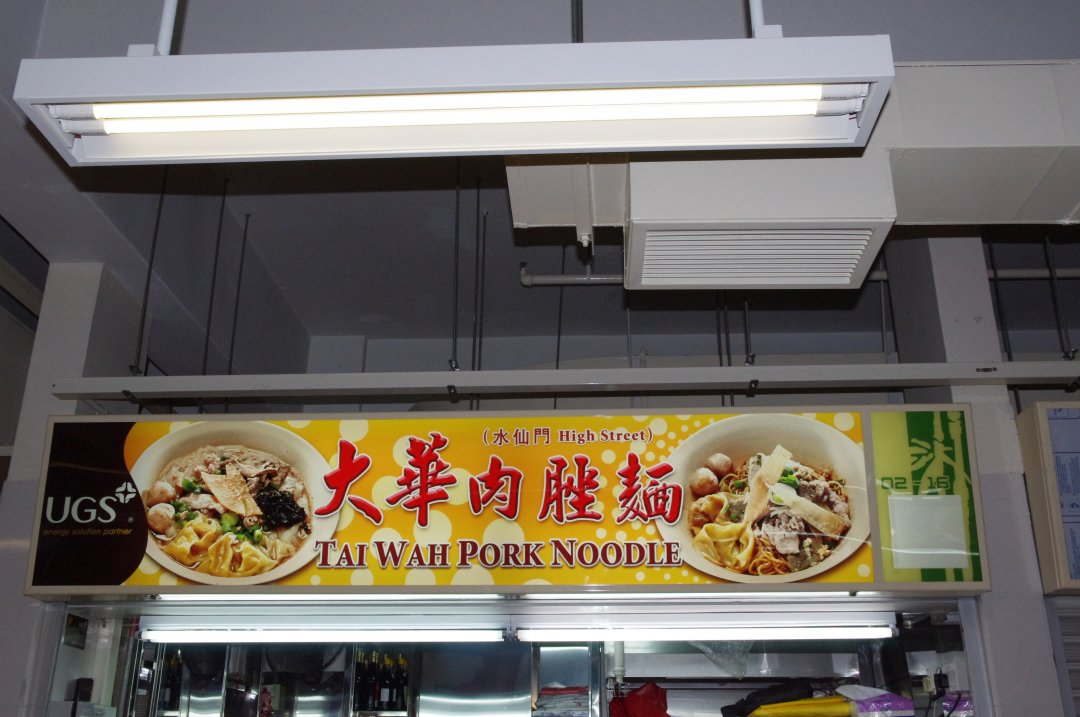 (水仙門 High Street)
大華肉脞麵
TAI WAH PORK NOODLE
UGS
energy solution partner
02-16